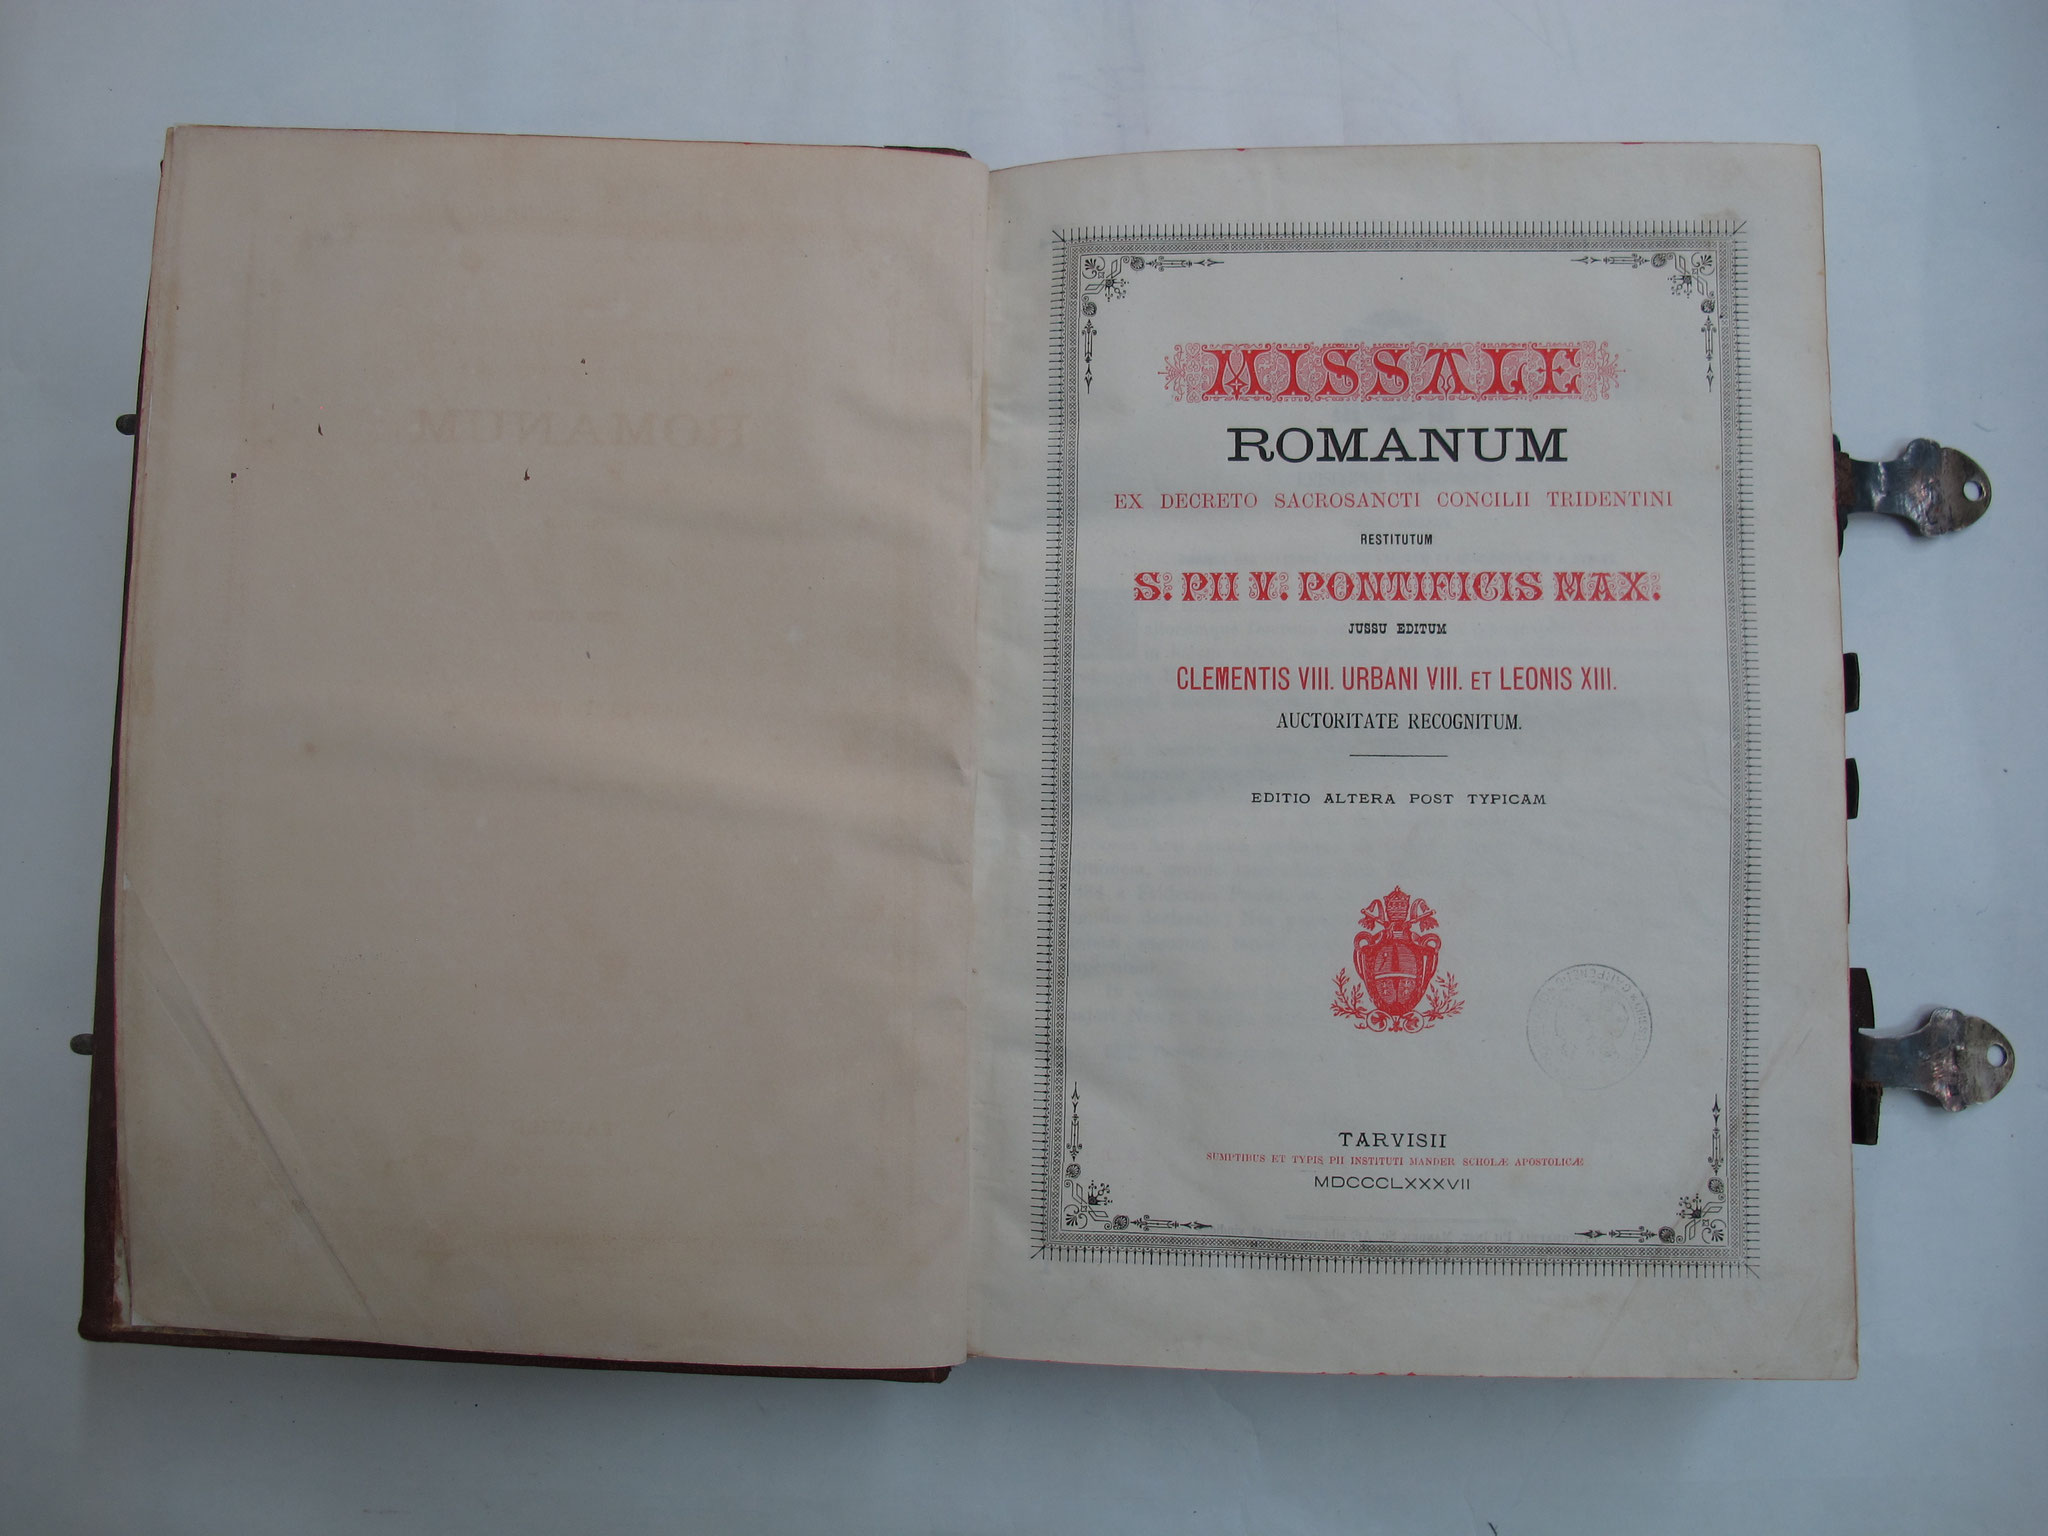 MISSALE
ROMANUM
EX DECRETO SACROSANCTI CONCILII TRIDENTINI
RESTITUTUM
S. PII V. PONTIFICIS MAX.
JUSSU EDITUM
CLEMENTIS VIII. URBANI VIII. ET LEONIS XIII.
AUCTORITATE RECOGNITUM.
EDITIO ALTERA POST TYPICAM
TARVISII
SUMPTIBUS ET TYPIS PII INSTITUTI MANDER SCHOLÆ APOSTOLICÆ
MDCCCLXXXVII